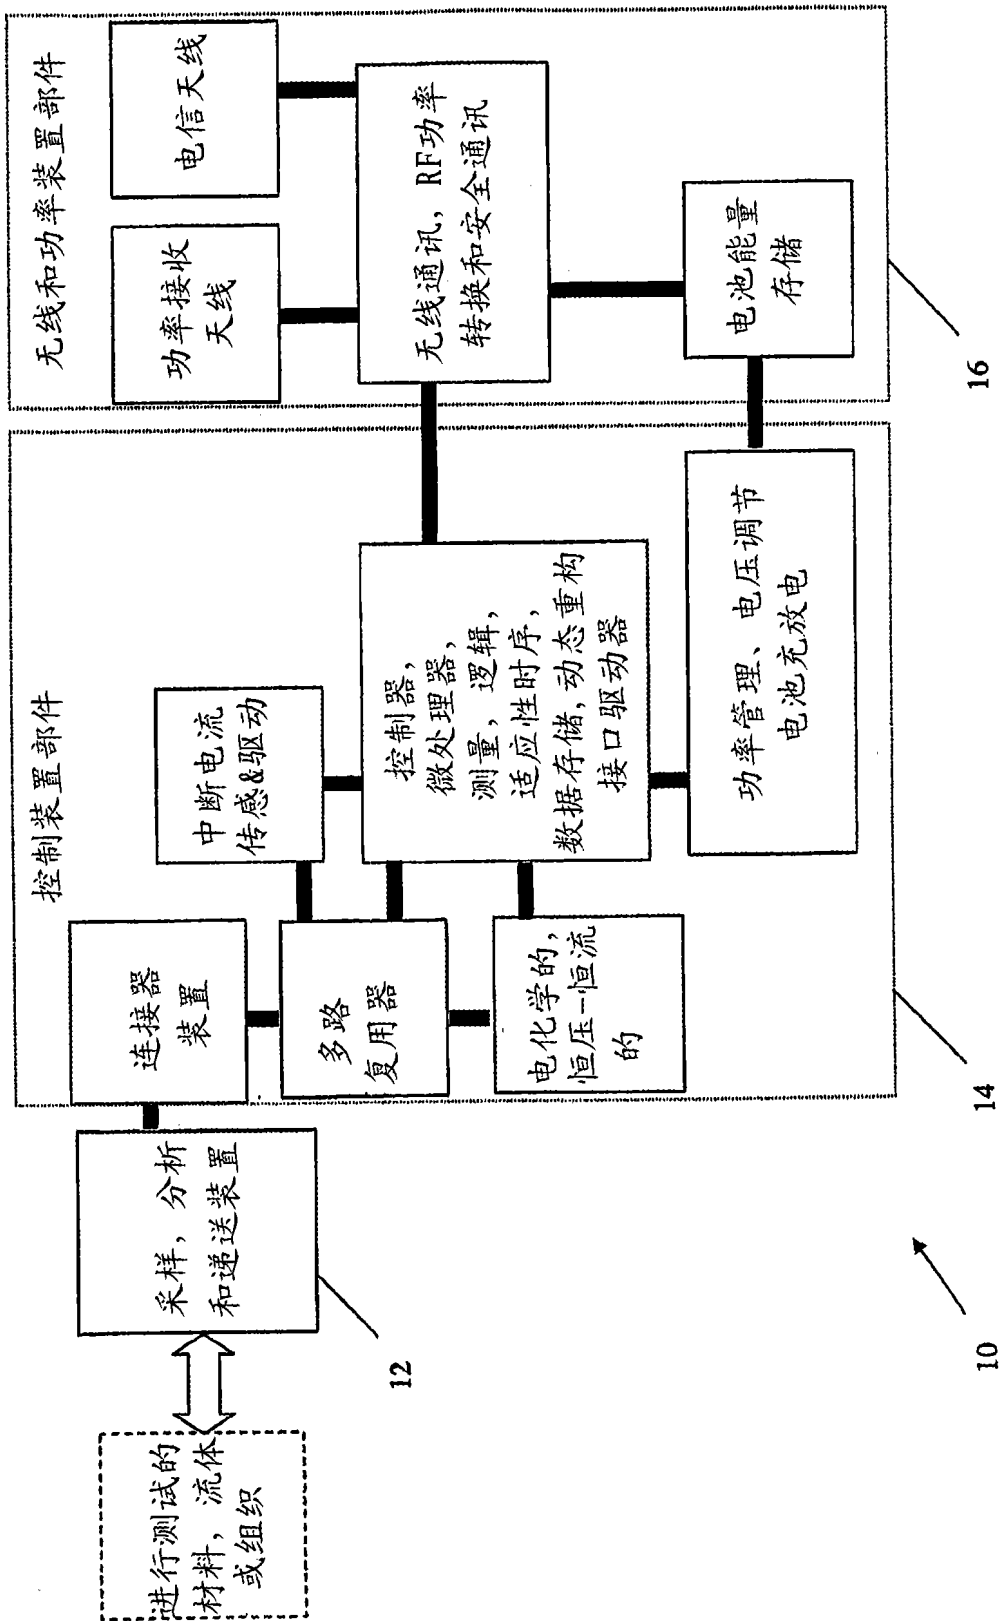 进行测试的
材料，流体
或组织
采样，分析
和递送装置
12
控制装置部件
连接器
装置
多路
复用器
电化学的，
恒压-恒流
的
中断电流
传感&驱动
控制器，
微处理器，
测量，逻辑，
适应性时序，
数据存储，动态重构
接口驱动器
功率管理、电压调节
电池充放电
14
无线和功率装置部件
功率接收
天线
电信天线
无线通讯，RF功率
转换和安全通讯
电池能量
存储
16
10